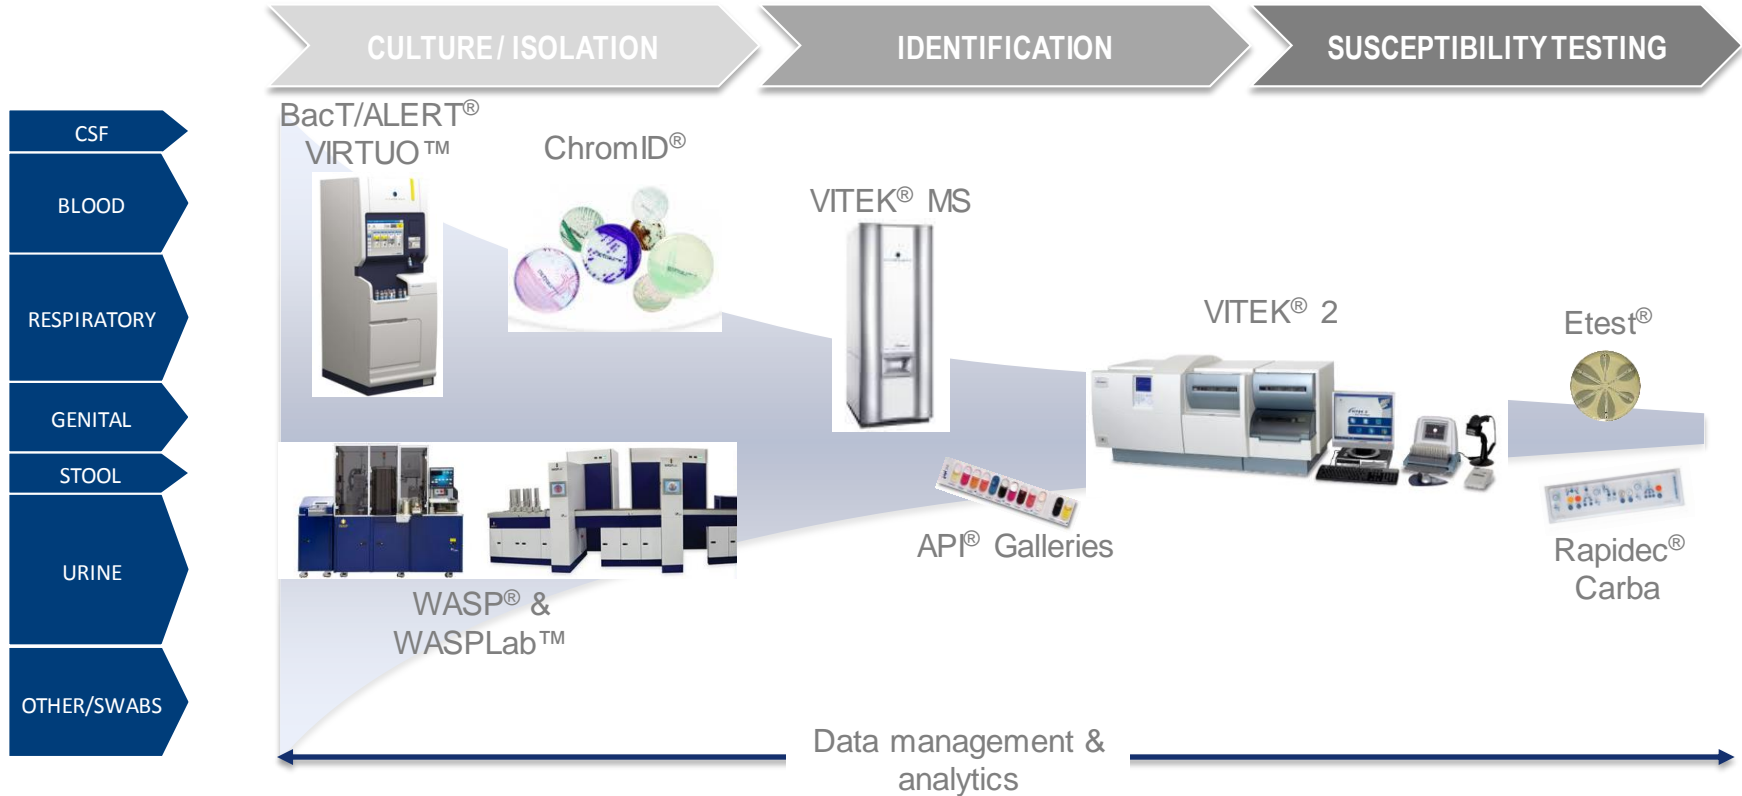 CULTURE / ISOLATION
IDENTIFICATION
SUSCEPTIBILITY TESTING
CSF
BLOOD
RESPIRATORY
GENITAL
STOOL
URINE
OTHER/SWABS
BacT/ALERT®
VIRTUO™
ChromID®
VITEK® MS
VITEK® 2
Etest®
WASP® &
WASPLab™
API® Galleries
Rapidec®
Carba
Data management &
analytics